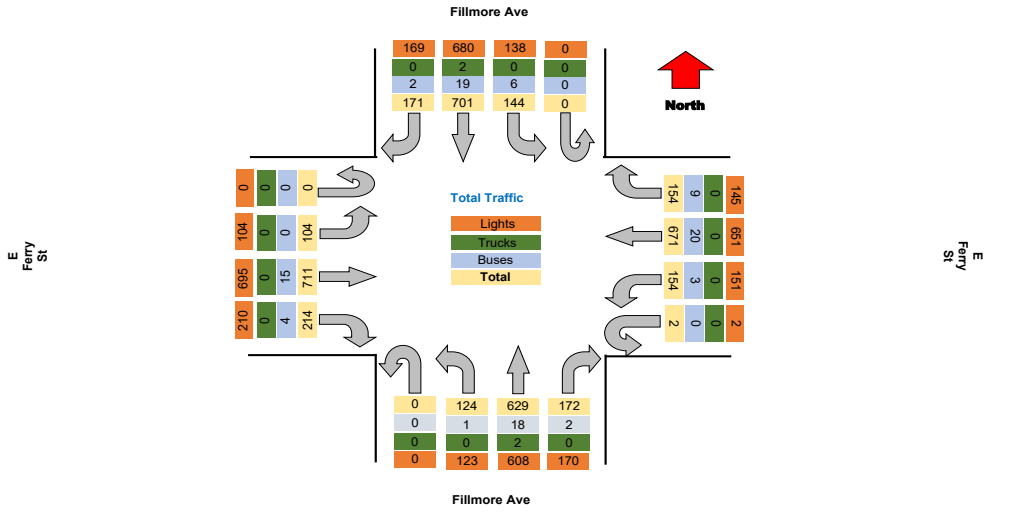 Fillmore Ave
169 680 138 0
0 2 0 0
2 19 6 0
171 701 144 0
North
0 0 0 0
104 0 0 104
695 0 15 711
210 0 4 214
E
Ferry
St
Total Traffic
Lights
Trucks
Buses
Total
154 9 0 145
671 20 0 651
154 3 0 151
2 0 0 2
E
Ferry
St
0 124 629 172
0 1 18 2
0 0 2 0
0 123 608 170
Fillmore Ave